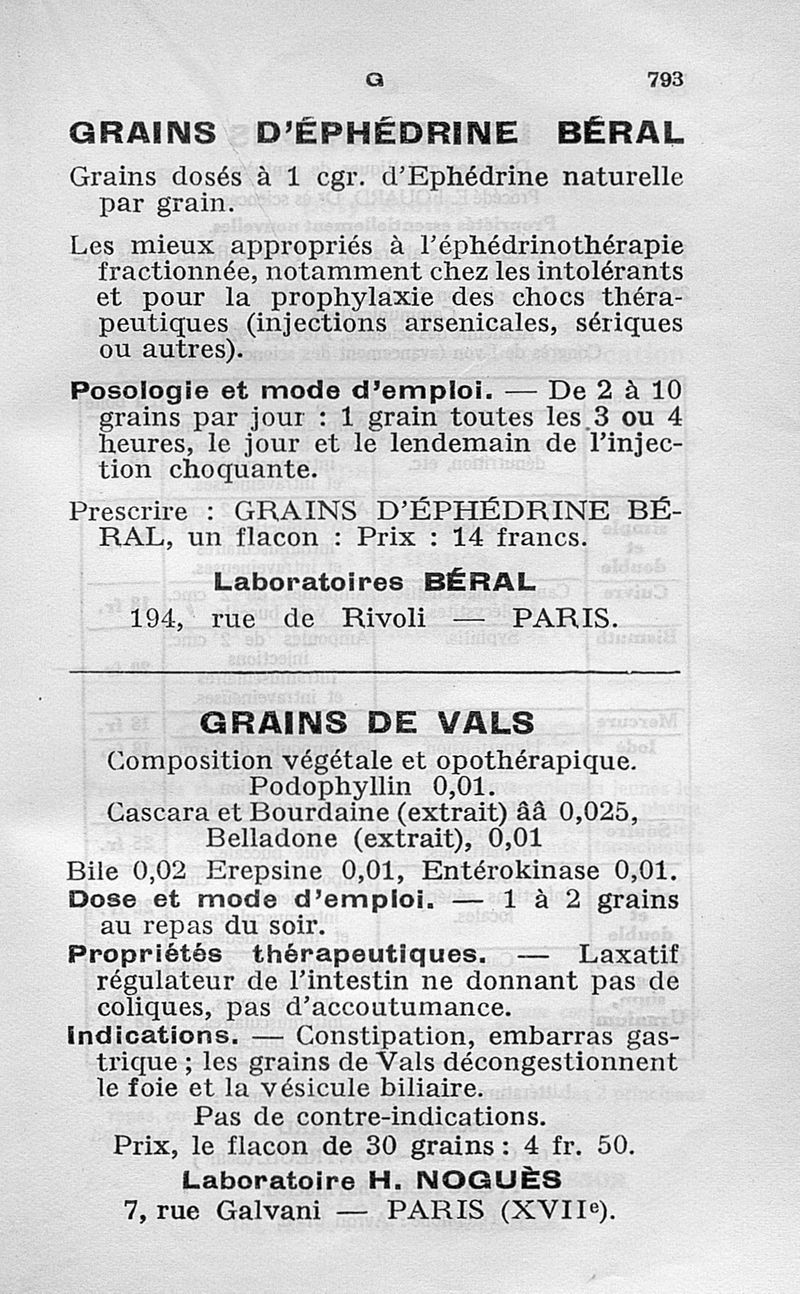 G 793
GRAINS D'ÉPHÉDRINE BÉRAL
Grains dosés à 1 cgr. d'Ephédrine naturelle
par grain.
Les mieux appropriés à l'éphédrinothérapie
fractionnée, notamment chez les intolérants
et pour la prophylaxie des chocs théra-
peutiques (injections arsenicales, sériques
ou autres).
Posologie et mode d'emploi. — De 2 à 10
grains par jour : 1 grain toutes les 3 ou 4
heures, le jour et le lendemain de l'injec-
tion choquante.
Prescrire : GRAINS D'ÉPHÉDRINE BÉ-
RAL, un flacon : Prix : 14 francs.
Laboratoires BÉRAL
194, rue de Rivoli — PARIS.
GRAINS DE VALS
Composition végétale et opothérapique.
Podophyllin 0,01.
Cascara et Bourdaine (extrait) ââ 0,025,
Belladone (extrait), 0,01
Bile 0,02 Erepsine 0,01, Entérokinase 0,01.
Dose et mode d'emploi. — 1 à 2 grains
au repas du soir.
Propriétés thérapeutiques. — Laxatif
régulateur de l'intestin ne donnant pas de
coliques, pas d'accoutumance.
Indications. — Constipation, embarras gas-
trique ; les grains de Vals décongestionnent
le foie et la vésicule biliaire.
Pas de contre-indications.
Prix, le flacon de 30 grains : 4 fr. 50.
Laboratoire H. NOGUÈS
7, rue Galvani — PARIS (XVIIe).